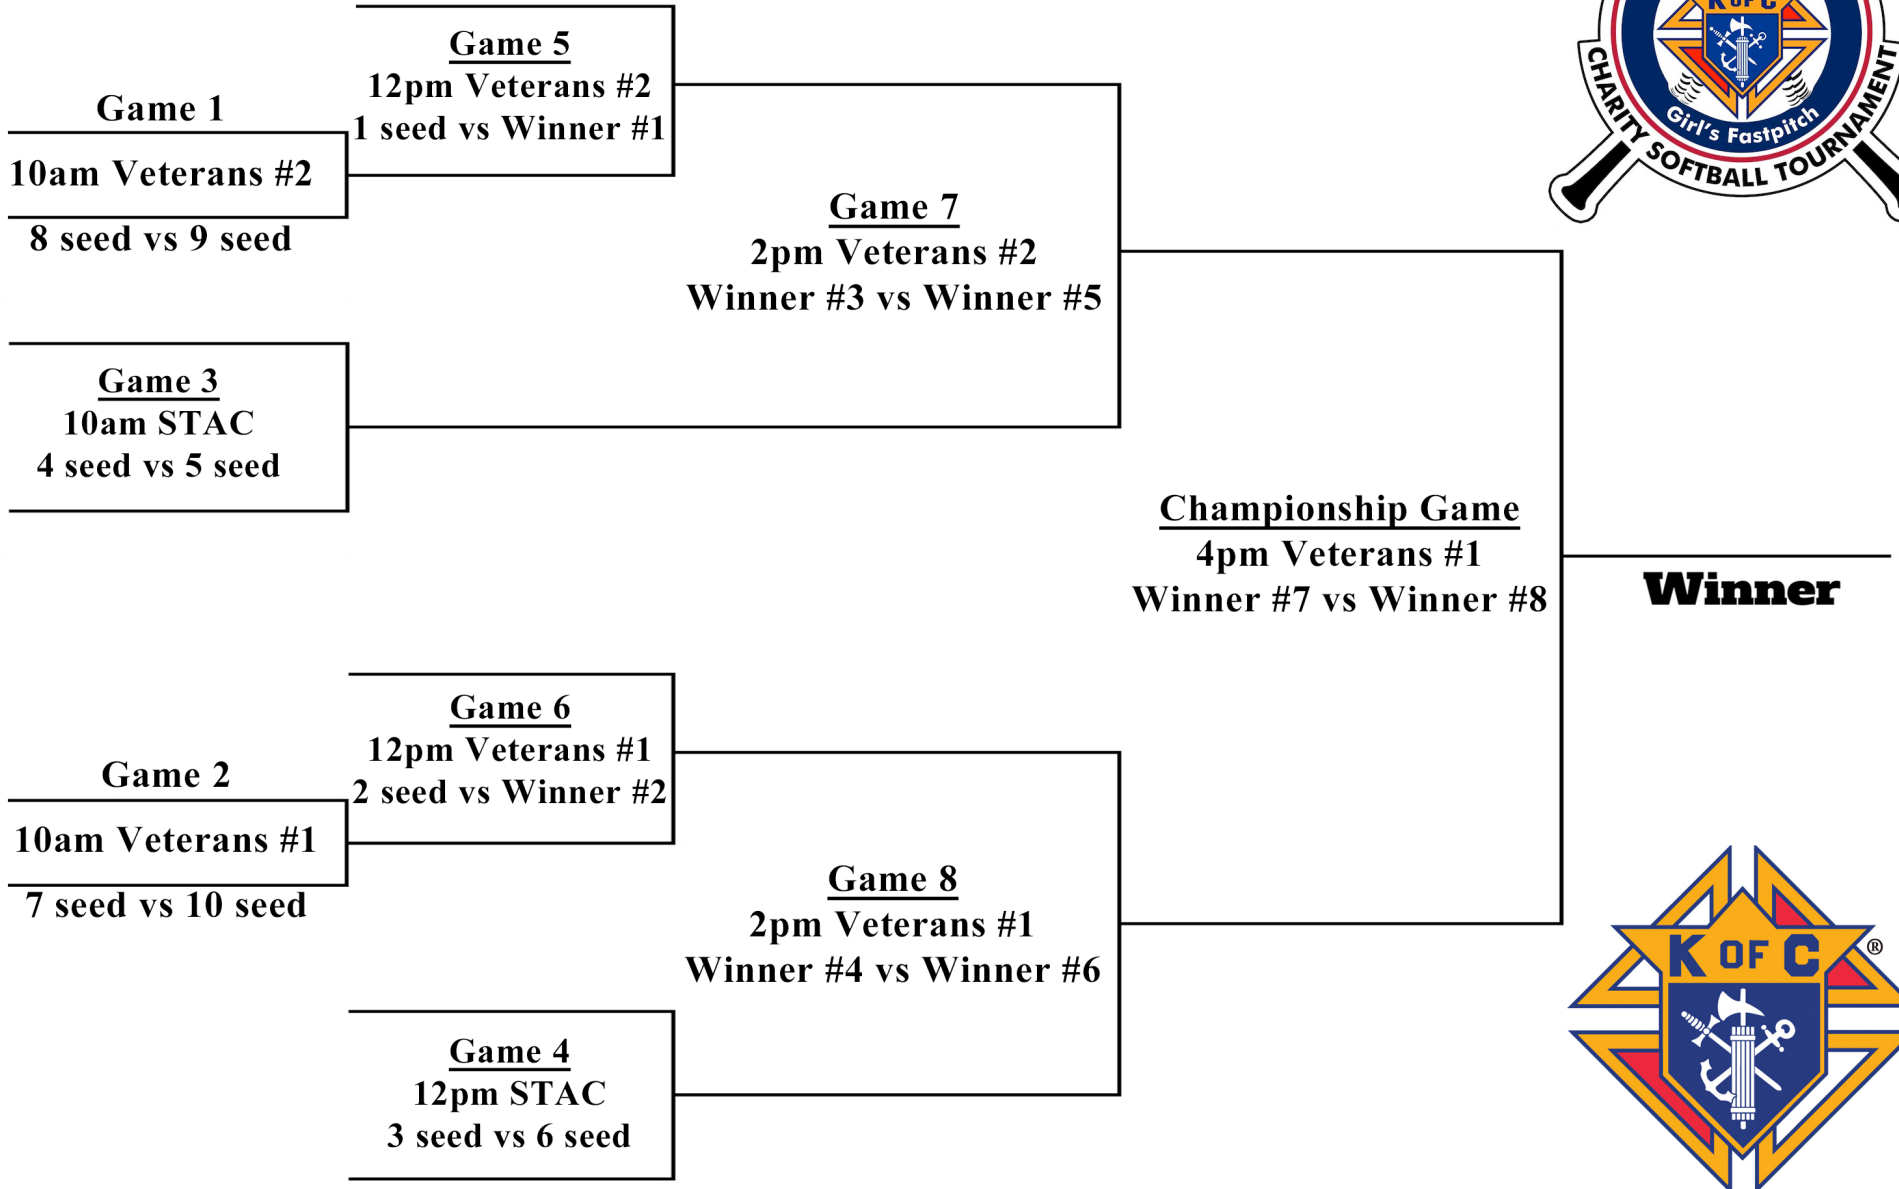 Game 5
12pm Veterans #2
1 seed vs Winner #1
Game 1
10am Veterans #2
8 seed vs 9 seed
Game 7
2pm Veterans #2
Winner #3 vs Winner #5
Game 3
10am STAC
4 seed vs 5 seed
Championship Game
4pm Veterans #1
Winner #7 vs Winner #8
Winner
Game 6
12pm Veterans #1
2 seed vs Winner #2
Game 2
10am Veterans #1
7 seed vs 10 seed
Game 8
2pm Veterans #1
Winner #4 vs Winner #6
Game 4
12pm STAC
3 seed vs 6 seed
K OF C
Girl's Fastpitch
CHARITY SOFTBALL TOURNAMENT
K OF C ®